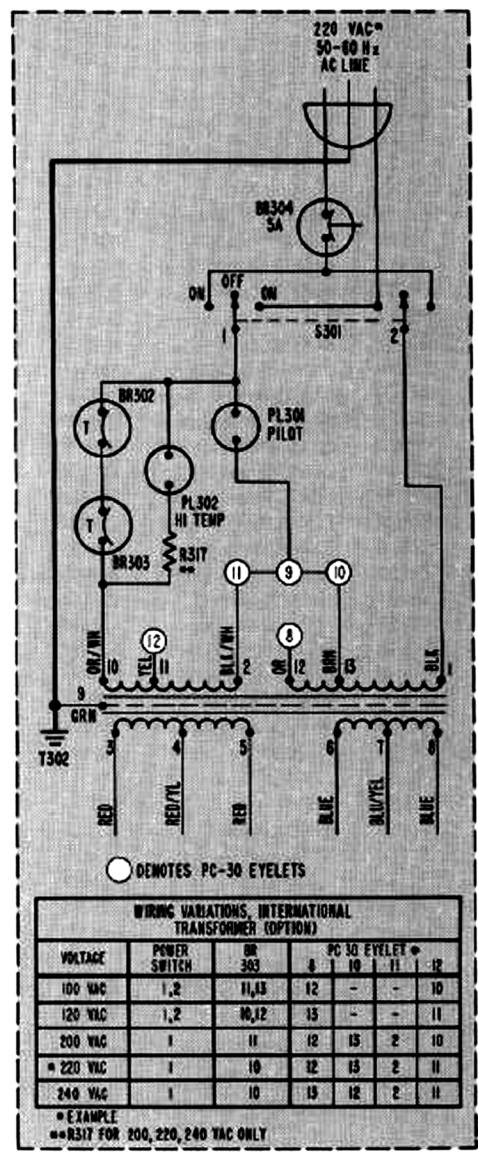 220 VAC*
50-60 Hz
AC LINE
BR304
5A
ON
OFF
ON
S301
1
2
BR302
T
PL301
PILOT
PL302
HI TEMP
T
BR303
R317
**
11
9
10
12
8
OR/WH
10
YEL
11
BLK/WH
2
OR
12
BRN
13
BLK
1
9
GRN
T302
3
4
5
6
7
8
RED
RED/YL
RED
BLUE
BLU/YEL
BLUE
DENOTES PC-30 EYELETS
WIRING VARIATIONS, INTERNATIONAL
TRANSFORMER (OPTION)
VOLTAGE POWER SWITCH BR 303 PC 30 EYELET *
8 10 11 12
100 VAC 1,2 11,13 12 - - 10
120 VAC 1,2 10,12 13 - - 11
200 VAC 1 11 12 13 2 10
* 220 VAC 1 10 12 13 2 11
240 VAC 1 10 13 12 2 11
* EXAMPLE
**R317 FOR 200, 220, 240 VAC ONLY